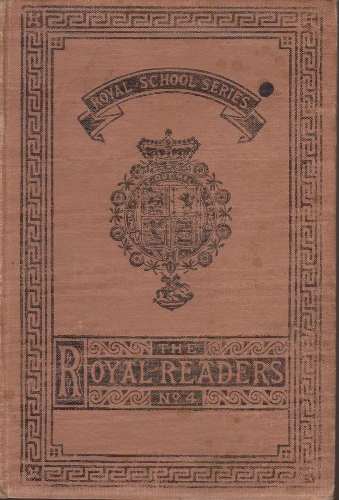 ROYAL SCHOOL SERIES.
THE
ROYAL READERS
No 4.